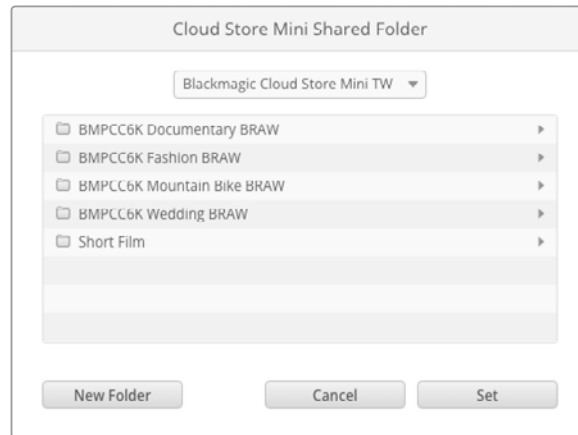 Cloud Store Mini Shared Folder
Blackmagic Cloud Store Mini TW
BMPCC6K Documentary BRAW
BMPCC6K Fashion BRAW
BMPCC6K Mountain Bike BRAW
BMPCC6K Wedding BRAW
Short Film
New Folder Cancel Set